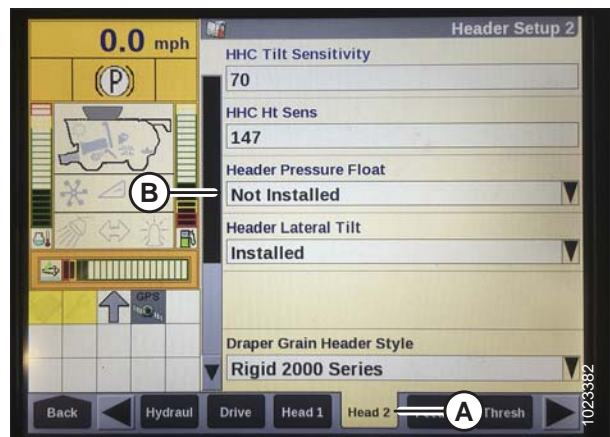 0.0 mph
(P)
GPS
Header Setup 2
HHC Tilt Sensitivity
70
HHC Ht Sens
147
Header Pressure Float
Not Installed
Header Lateral Tilt
Installed
Draper Grain Header Style
Rigid 2000 Series
Back
Hydraul
Drive
Head 1
Head 2
Thresh
A
B
1023382